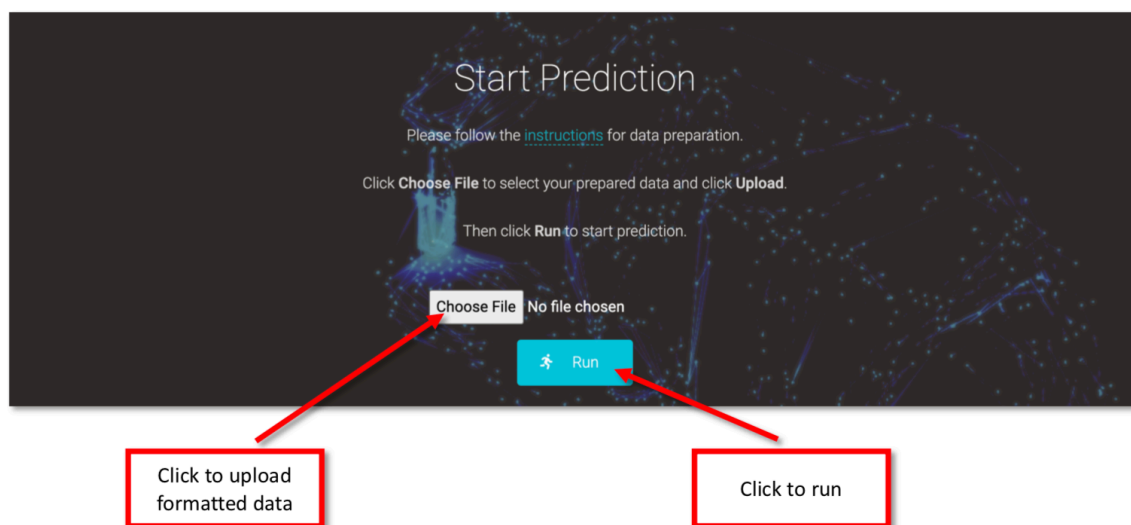 Start Prediction
Please follow the instructions for data preparation.
Click Choose File to select your prepared data and click Upload.
Then click Run to start prediction.
Choose File No file chosen
Run
Click to upload
formatted data
Click to run